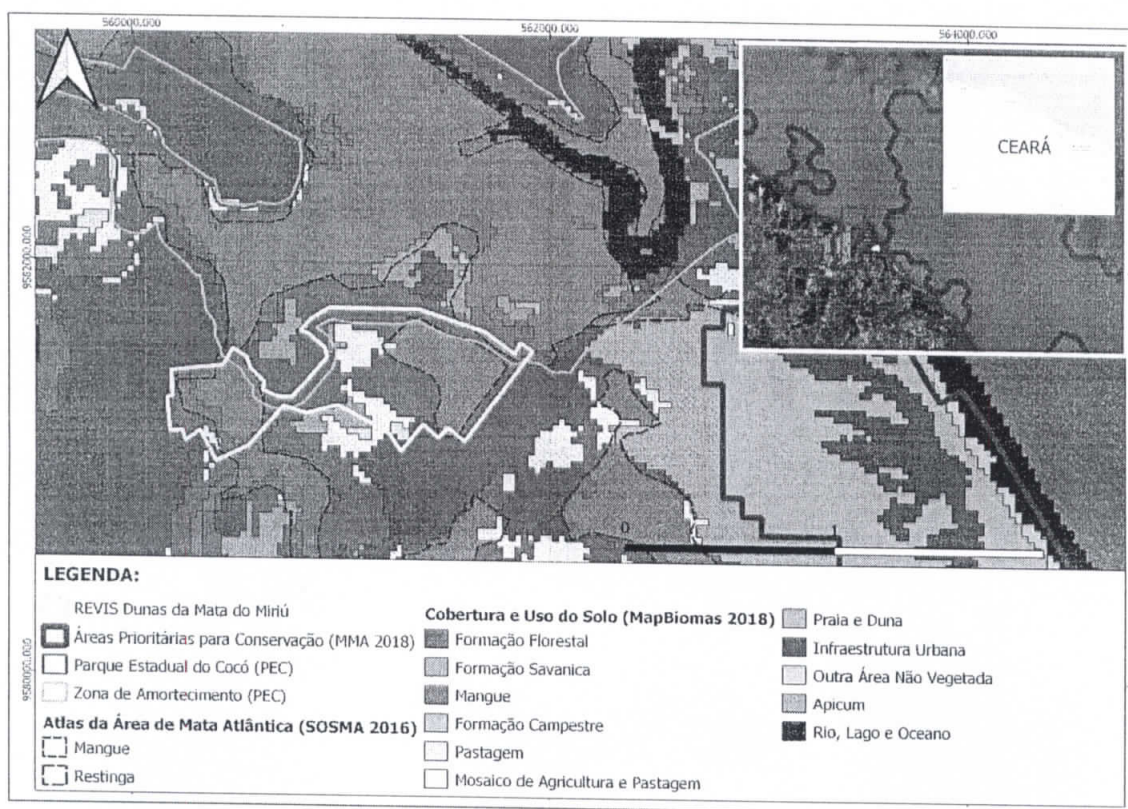 560000.000
562000.000
564000.000
CEARÁ
9582000.000
9580000.000
0
LEGENDA:
REVIS Dunas da Mata do Miriú
Áreas Prioritárias para Conservação (MMA 2018)
Parque Estadual do Cocó (PEC)
Zona de Amortecimento (PEC)
Atlas da Área de Mata Atlântica (SOSMA 2016)
Mangue
Restinga
Cobertura e Uso do Solo (MapBiomas 2018)
Formação Florestal
Formação Savanica
Mangue
Formação Campestre
Pastagem
Mosaico de Agricultura e Pastagem
Praia e Duna
Infraestrutura Urbana
Outra Área Não Vegetada
Apicum
Rio, Lago e Oceano